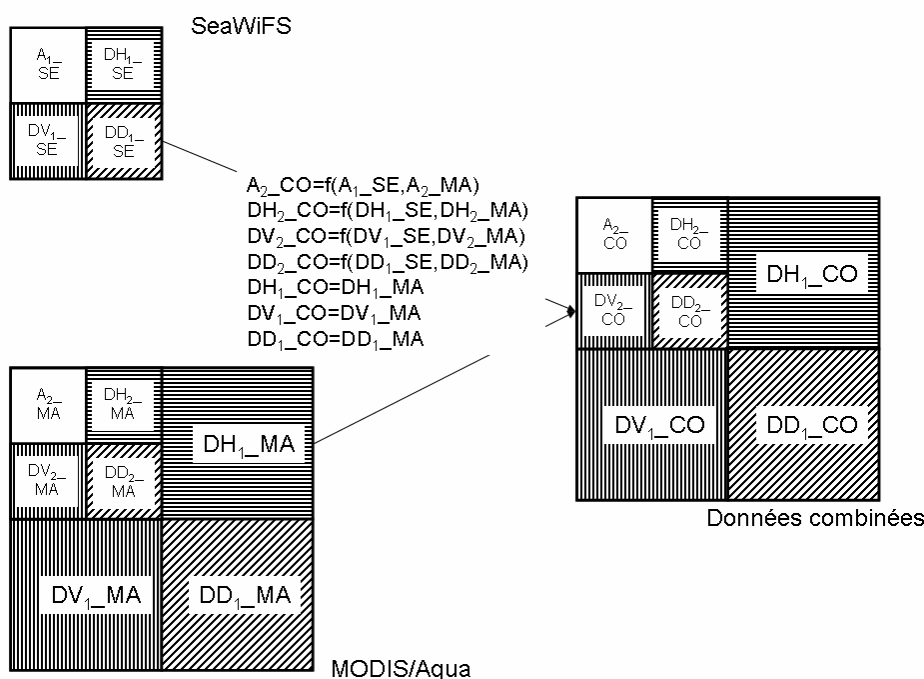 SeaWiFS
A₁_
SE
DH₁_
SE
DV₁_
SE
DD₁_
SE
A₂_CO=f(A₁_SE,A₂_MA)
DH₂_CO=f(DH₁_SE,DH₂_MA)
DV₂_CO=f(DV₁_SE,DV₂_MA)
DD₂_CO=f(DD₁_SE,DD₂_MA)
DH₁_CO=DH₁_MA
DV₁_CO=DV₁_MA
DD₁_CO=DD₁_MA
A₂_
CO
DH₂_
CO
DH₁_CO
DV₂_
CO
DD₂_
CO
DV₁_CO
DD₁_CO
Données combinées
A₂_
MA
DH₂_
MA
DH₁_MA
DV₂_
MA
DD₂_
MA
DV₁_MA
DD₁_MA
MODIS/Aqua